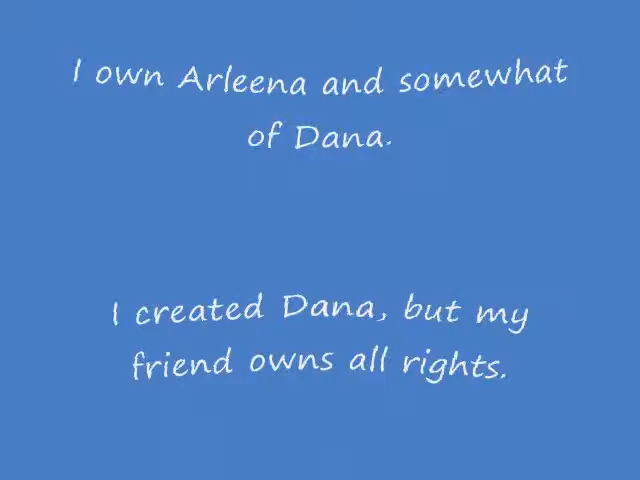 I own Arleena and somewhat
of Dana.
I created Dana, but my
friend owns all rights.